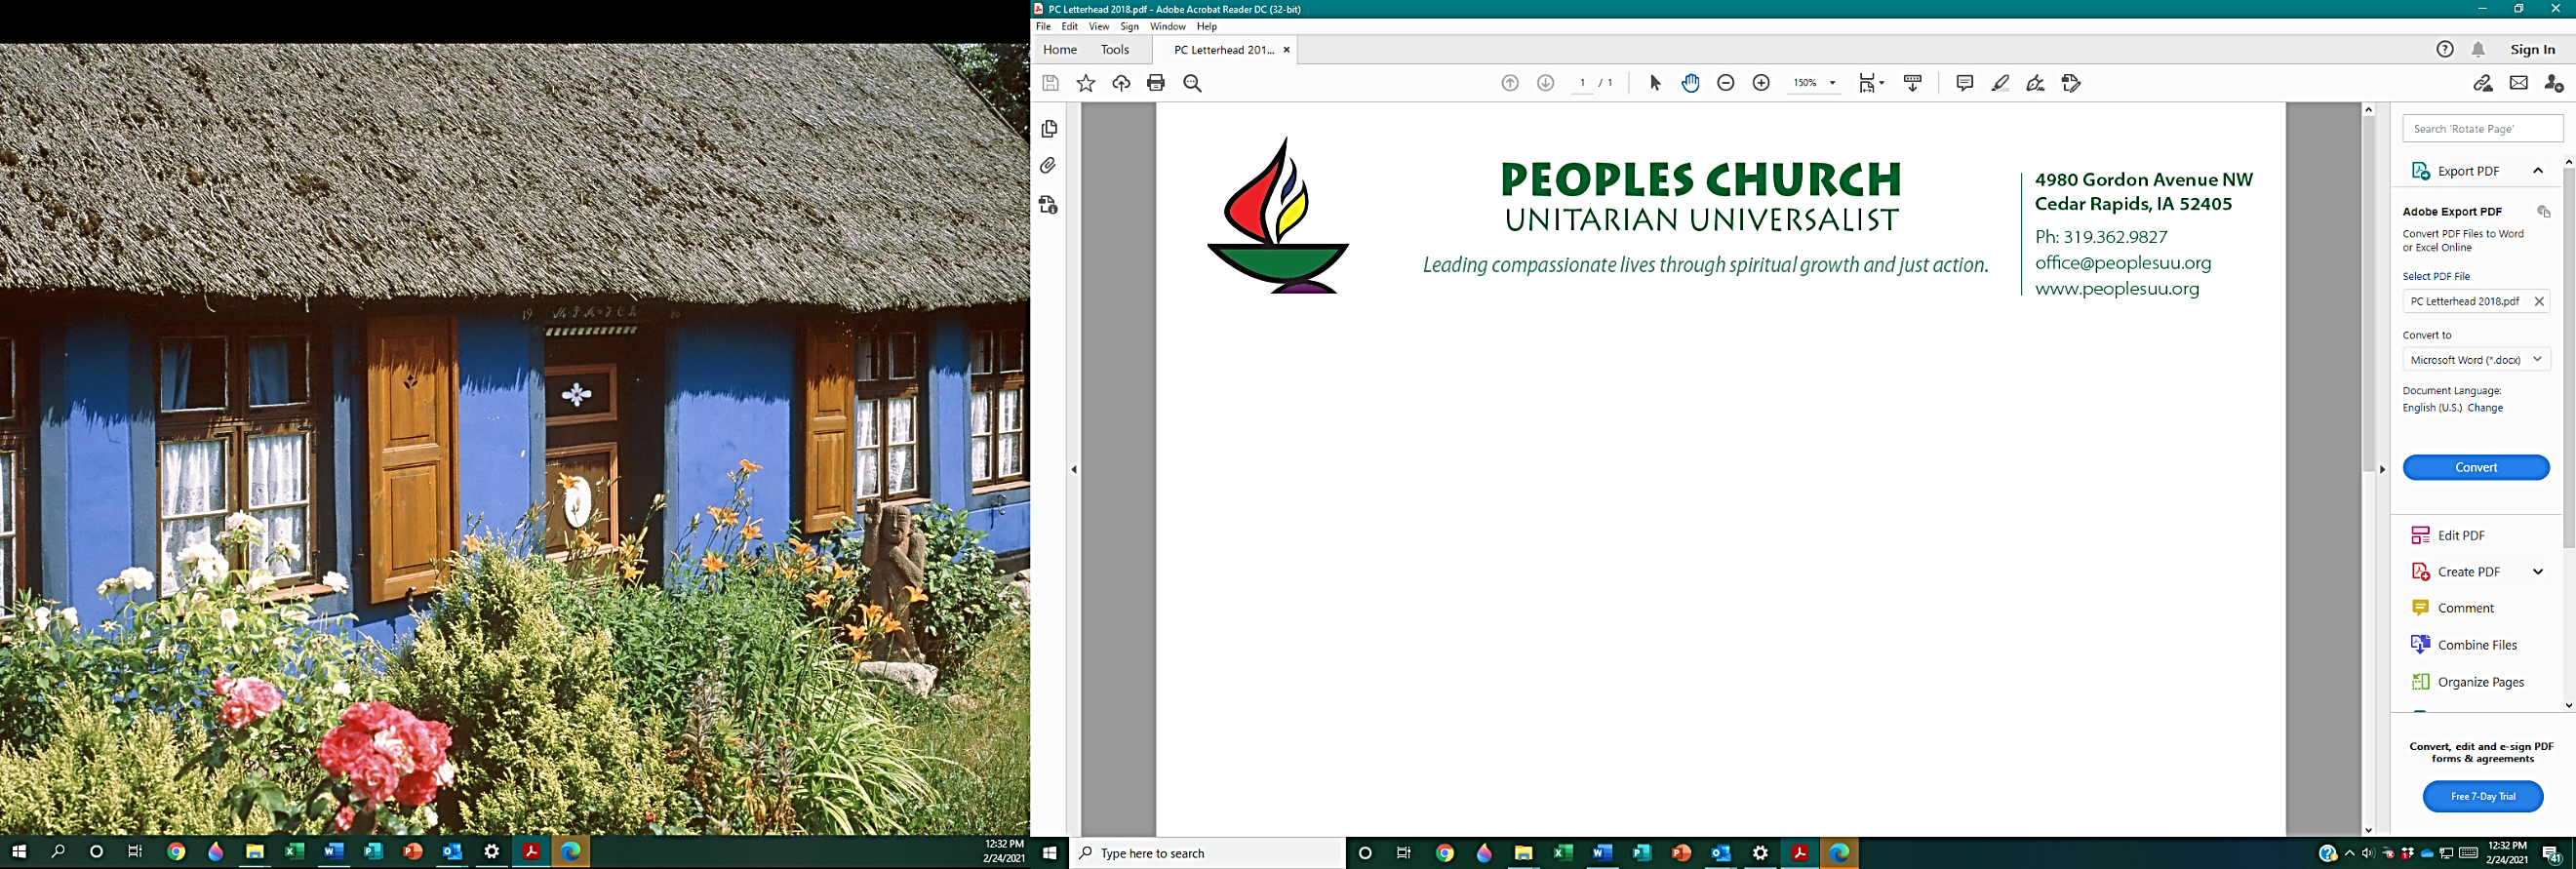 PC Letterhead 2018.pdf - Adobe Acrobat Reader DC (32-bit)
File Edit View Sign Window Help
Home Tools PC Letterhead 201... ×
Sign In
1 / 1 150%
PEOPLES CHURCH
UNITARIAN UNIVERSALIST
Leading compassionate lives through spiritual growth and just action.
4980 Gordon Avenue NW
Cedar Rapids, IA 52405
Ph: 319.362.9827
office@peoplesuu.org
www.peoplesuu.org
Search 'Rotate Page'
Export PDF
Adobe Export PDF
Convert PDF Files to Word
or Excel Online
Select PDF File
PC Letterhead 2018.pdf
Convert to
Microsoft Word (*.docx)
Document Language:
English (U.S.) Change
Convert
Edit PDF
Create PDF
Comment
Combine Files
Organize Pages
Convert, edit and e-sign PDF
forms & agreements
Free 7-Day Trial
19
12:32 PM
2/24/2021
Type here to search
12:32 PM
2/24/2021
41